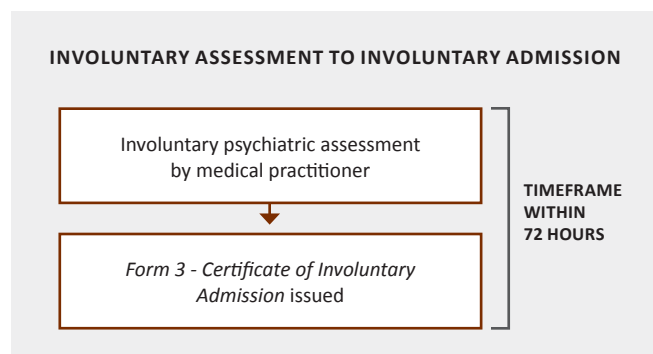 INVOLUNTARY ASSESSMENT TO INVOLUNTARY ADMISSION
Involuntary psychiatric assessment
by medical practitioner
Form 3 - Certificate of Involuntary
Admission issued
TIMEFRAME
WITHIN
72 HOURS